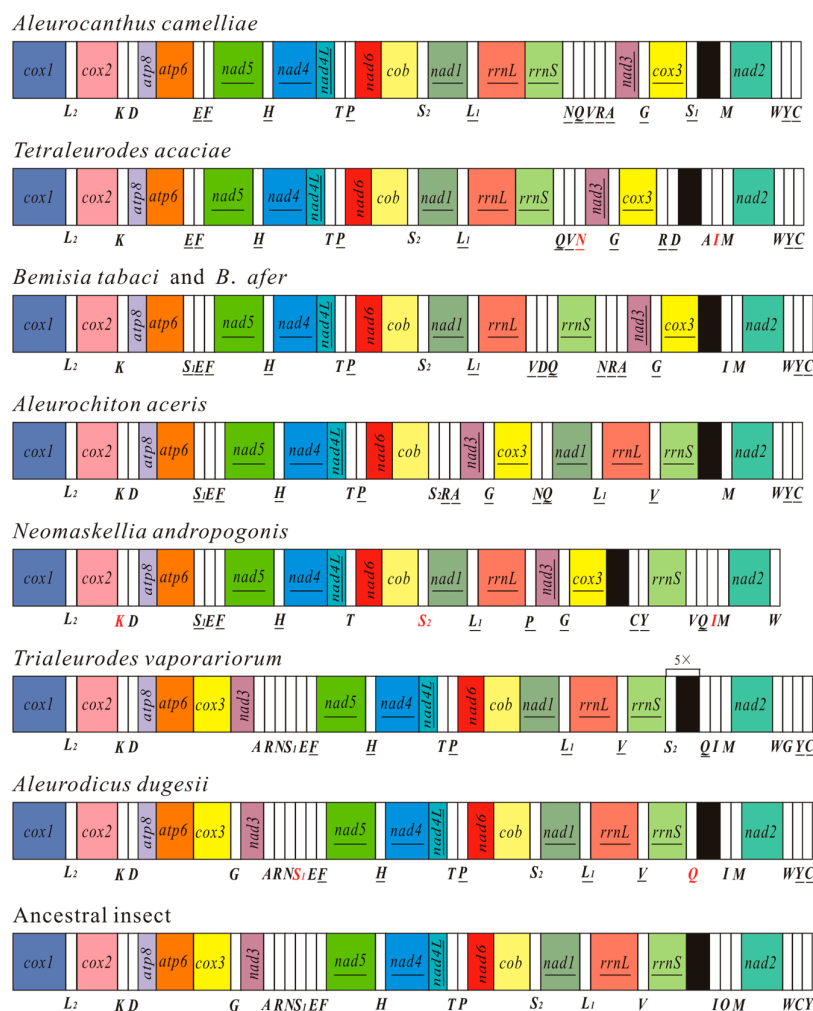 Aleurocanthus camelliae
cox1 cox2 atp8 atp6 nad5 nad4 nad4L nad6 cob nad1 rrnL rrnS nad3 cox3 nad2
L2 K D E F H T P S2 L1 N Q V R A G S1 M W Y C
Tetraleurodes acaciae
cox1 cox2 atp8 atp6 nad5 nad4 nad4L nad6 cob nad1 rrnL rrnS nad3 cox3 nad2
L2 K E F H T P S2 L1 Q V N G R D A I M W Y C
Bemisia tabaci and B. afer
cox1 cox2 atp8 atp6 nad5 nad4 nad4L nad6 cob nad1 rrnL rrnS nad3 cox3 nad2
L2 K S1 E F H T P S2 L1 V D Q N R A G I M W Y C
Aleurochiton aceris
cox1 cox2 atp8 atp6 nad5 nad4 nad4L nad6 cob nad3 cox3 nad1 rrnL rrnS nad2
L2 K D S1 E F H T P S2 R A G N Q L1 V M W Y C
Neomaskellia andropogonis
cox1 cox2 atp8 atp6 nad5 nad4 nad4L nad6 cob nad1 rrnL nad3 cox3 rrnS nad2
L2 K D S1 E F H T S2 L1 P G C Y V Q I M W
Trialeurodes vaporariorum
5×
cox1 cox2 atp8 atp6 cox3 nad3 nad5 nad4 nad4L nad6 cob nad1 rrnL rrnS nad2
L2 K D A R N S1 E F H T P L1 V S2 Q I M W G Y C
Aleurodicus dugesii
cox1 cox2 atp8 atp6 cox3 nad3 nad5 nad4 nad4L nad6 cob nad1 rrnL rrnS nad2
L2 K D G A R N S1 E F H T P S2 L1 V Q I M W Y C
Ancestral insect
cox1 cox2 atp8 atp6 cox3 nad3 nad5 nad4 nad4L nad6 cob nad1 rrnL rrnS nad2
L2 K D G A R N S1 E F H T P S2 L1 V I Q M W C Y